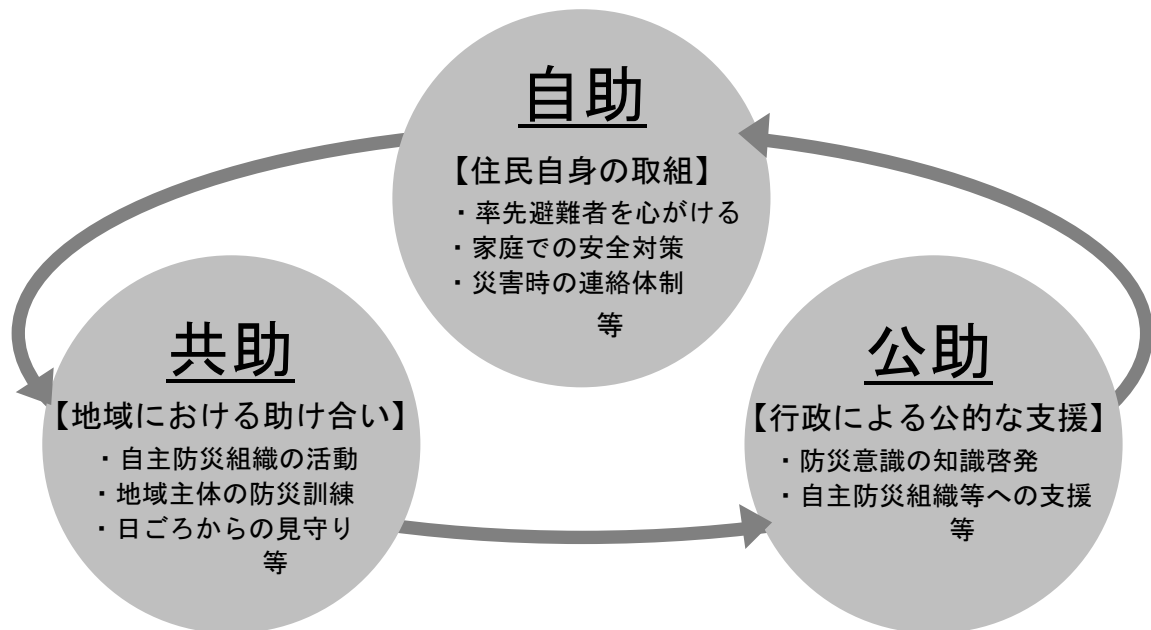 自助
【住民自身の取組】
・率先避難者を心がける
・家庭での安全対策
・災害時の連絡体制
等
共助
【地域における助け合い】
・自主防災組織の活動
・地域主体の防災訓練
・日ごろからの見守り
等
公助
【行政による公的な支援】
・防災意識の知識啓発
・自主防災組織等への支援
等